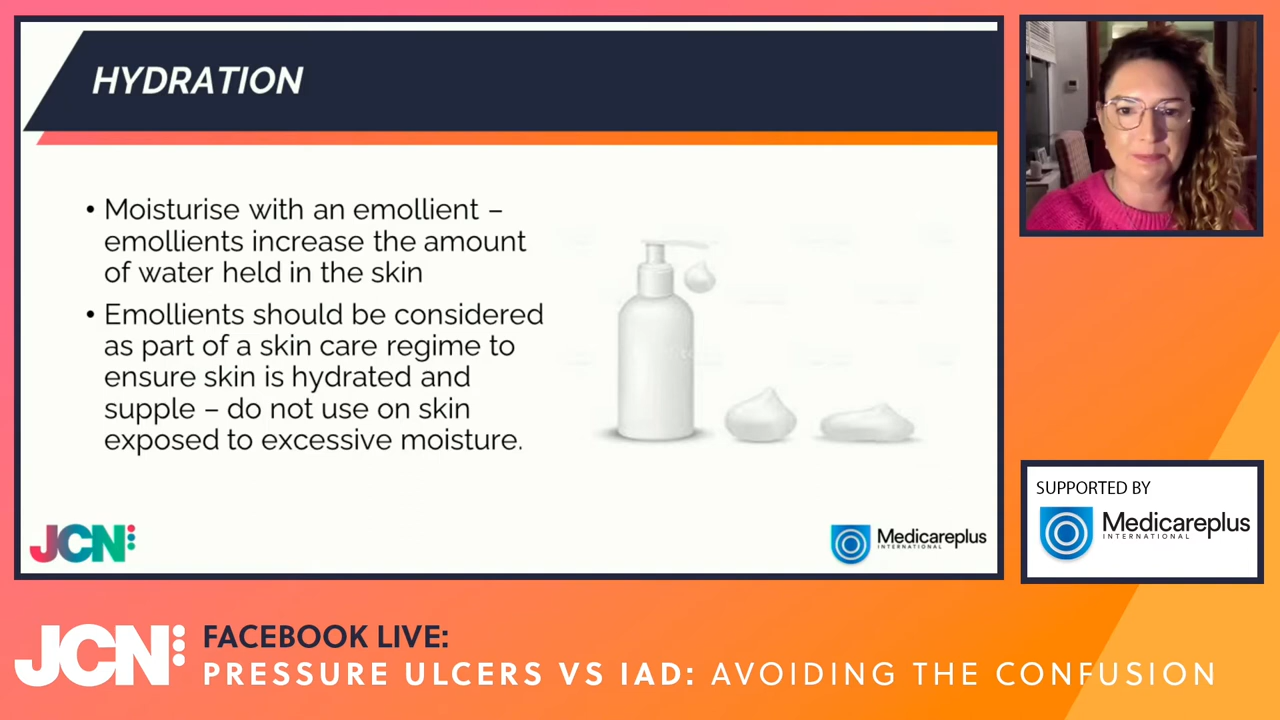 HYDRATION
• Moisturise with an emollient –
emollients increase the amount
of water held in the skin
• Emollients should be considered
as part of a skin care regime to
ensure skin is hydrated and
supple – do not use on skin
exposed to excessive moisture.
JCN
Medicareplus
INTERNATIONAL
SUPPORTED BY
Medicareplus
INTERNATIONAL
JCN
FACEBOOK LIVE:
PRESSURE ULCERS VS IAD: AVOIDING THE CONFUSION